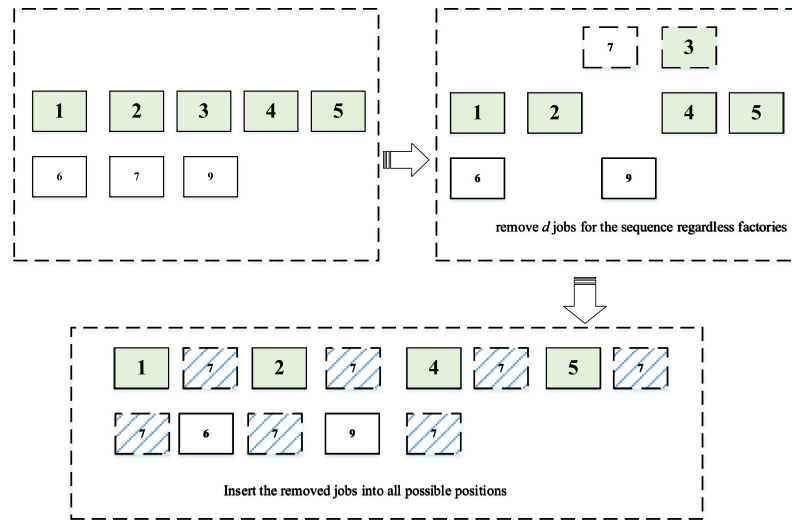 1 2 3 4 5
6 7 9
7 3
1 2 4 5
6 9
remove d jobs for the sequence regardless factories
1 7 2 7 4 7 5 7
7 6 7 9 7
Insert the removed jobs into all possible positions